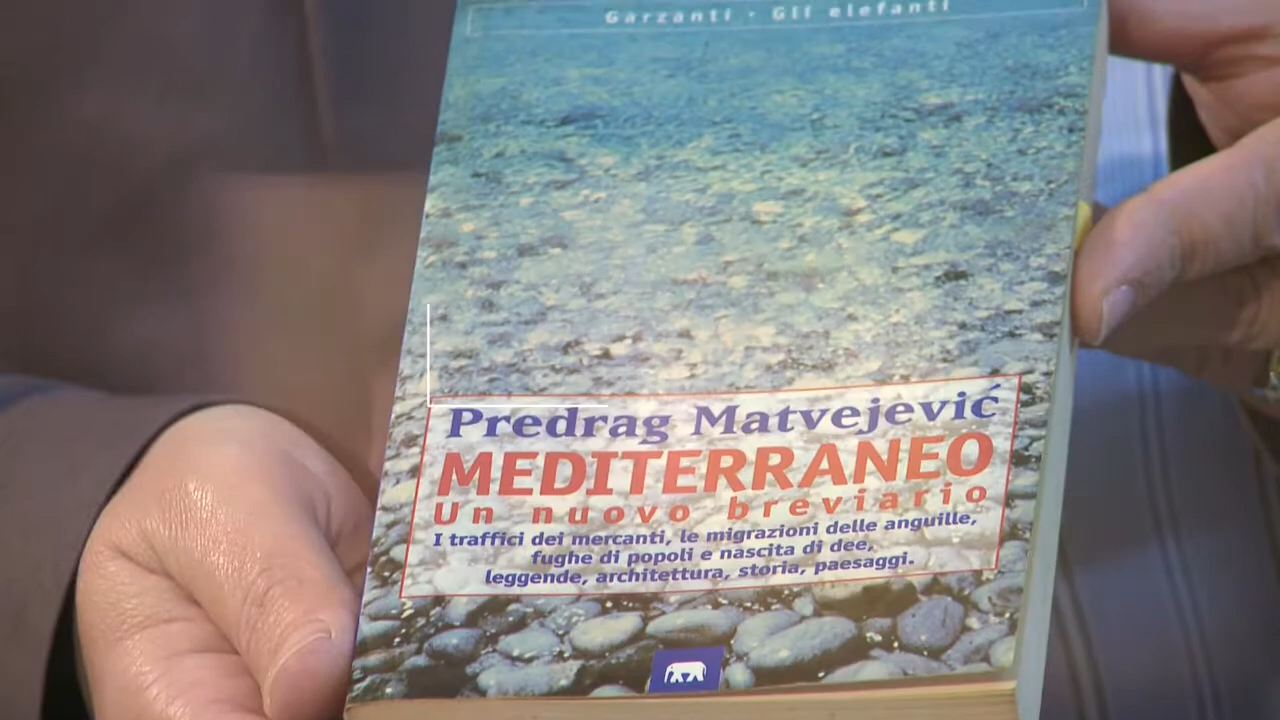 Garzanti · Gli elefanti
Predrag Matvejević
MEDITERRANEO
Un nuovo breviario
I traffici dei mercanti, le migrazioni delle anguille,
fughe di popoli e nascita di dee,
leggende, architettura, storia, paesaggi.